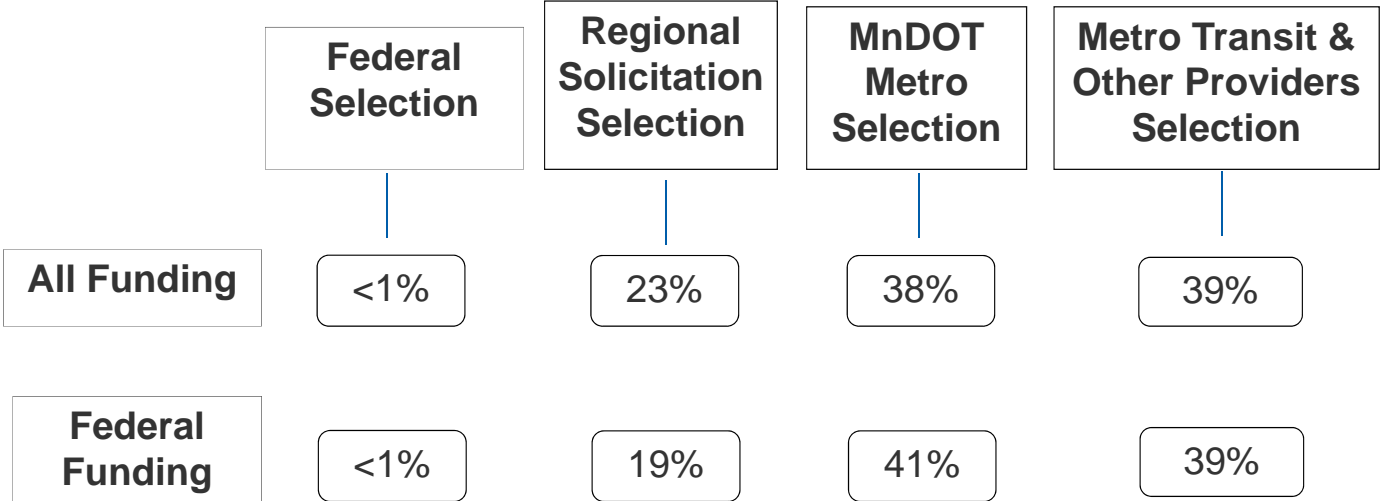 Federal
Selection
Regional
Solicitation
Selection
MnDOT
Metro
Selection
Metro Transit &
Other Providers
Selection
All Funding
<1%
23%
38%
39%
Federal
Funding
<1%
19%
41%
39%